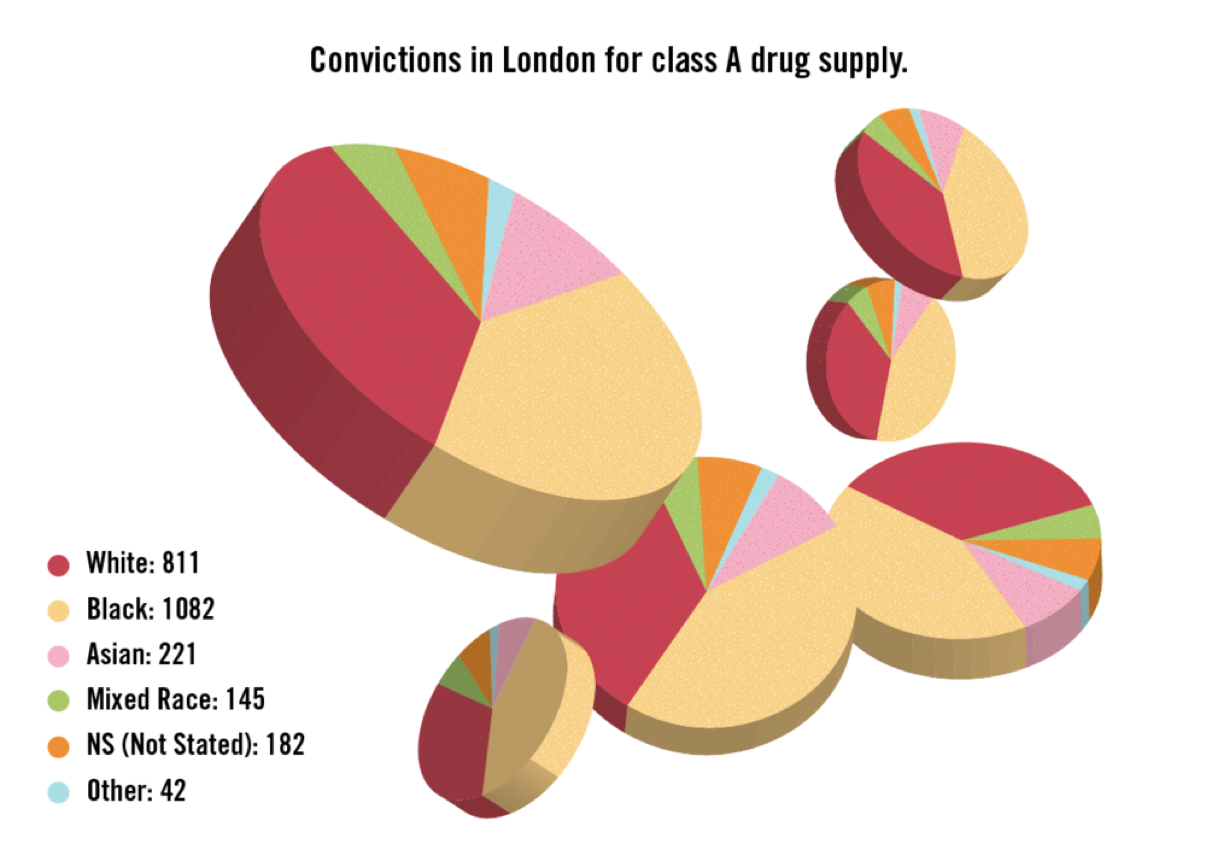 Convictions in London for class A drug supply.
White: 811
Black: 1082
Asian: 221
Mixed Race: 145
NS (Not Stated): 182
Other: 42